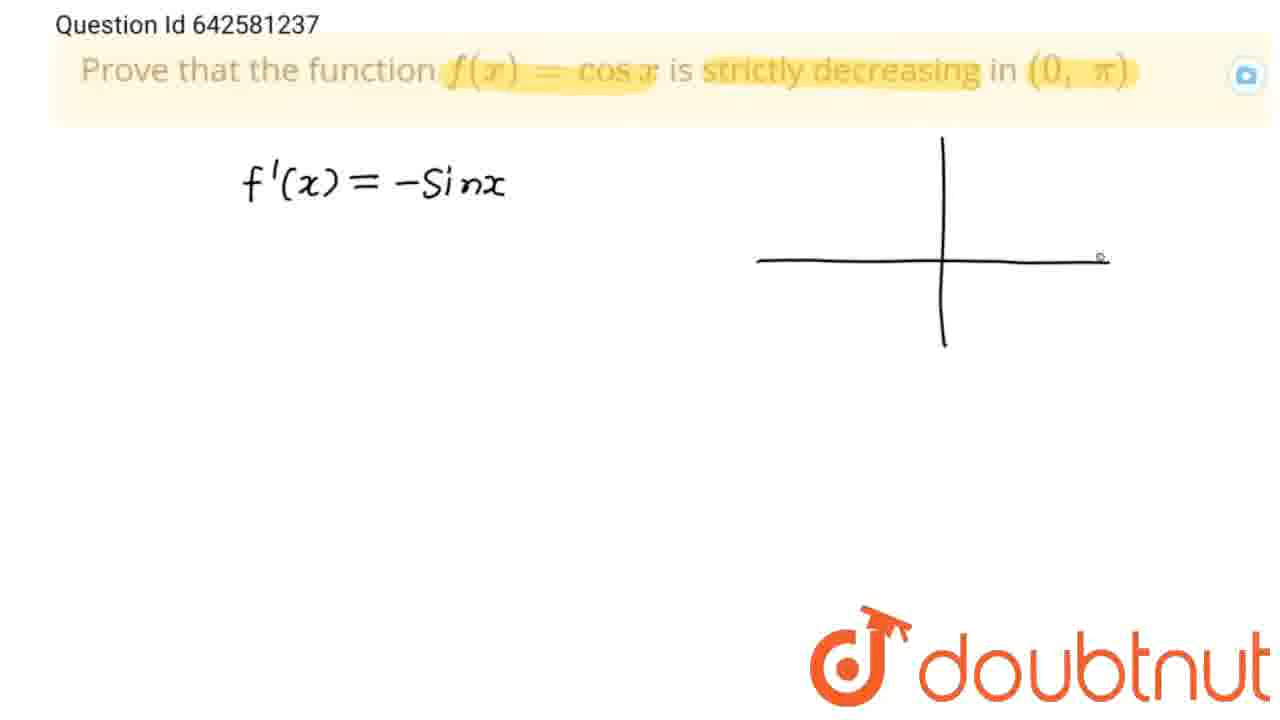 Question Id 642581237
Prove that the function f(x) = cos x is strictly decreasing in (0, π)
f'(x) = -Sinx
doubtnut